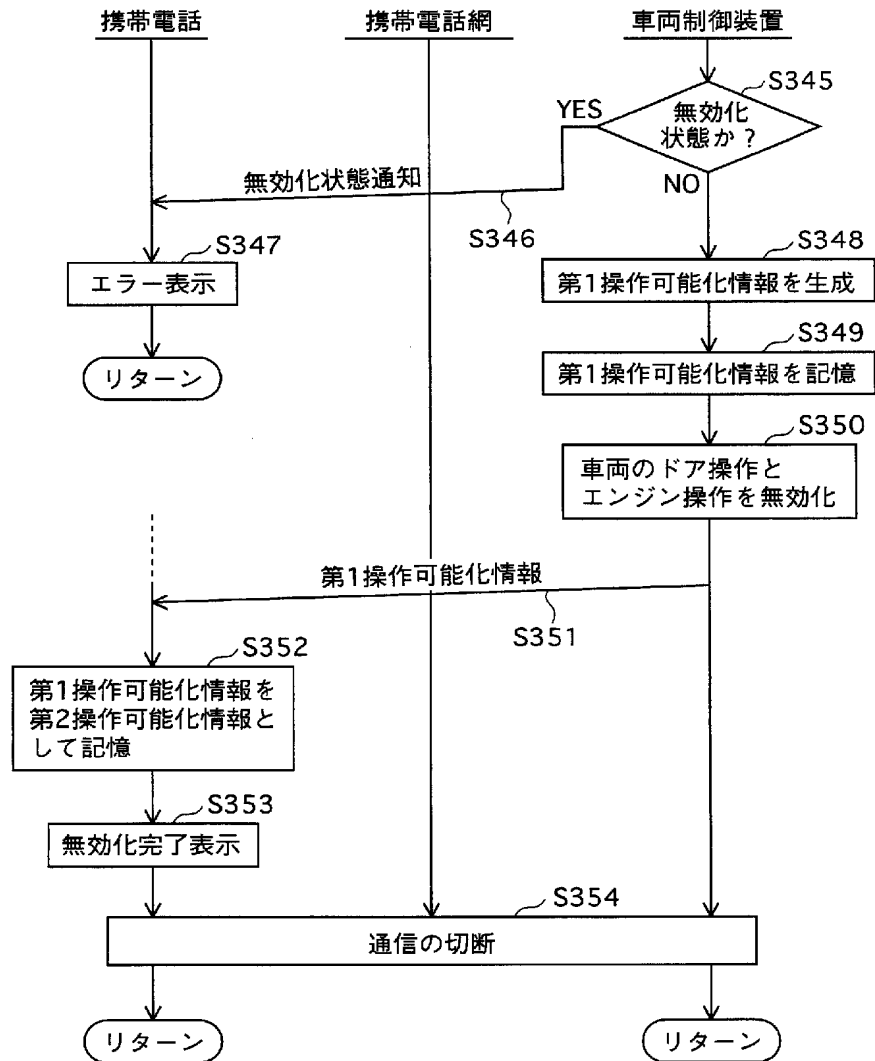 携帯電話
携帯電話網
車両制御装置
S345
YES
無効化
状態か？
NO
無効化状態通知
S346
S347
エラー表示
リターン
S348
第1操作可能化情報を生成
S349
第1操作可能化情報を記憶
S350
車両のドア操作と
エンジン操作を無効化
第1操作可能化情報
S351
S352
第1操作可能化情報を
第2操作可能化情報と
して記憶
S353
無効化完了表示
S354
通信の切断
リターン
リターン